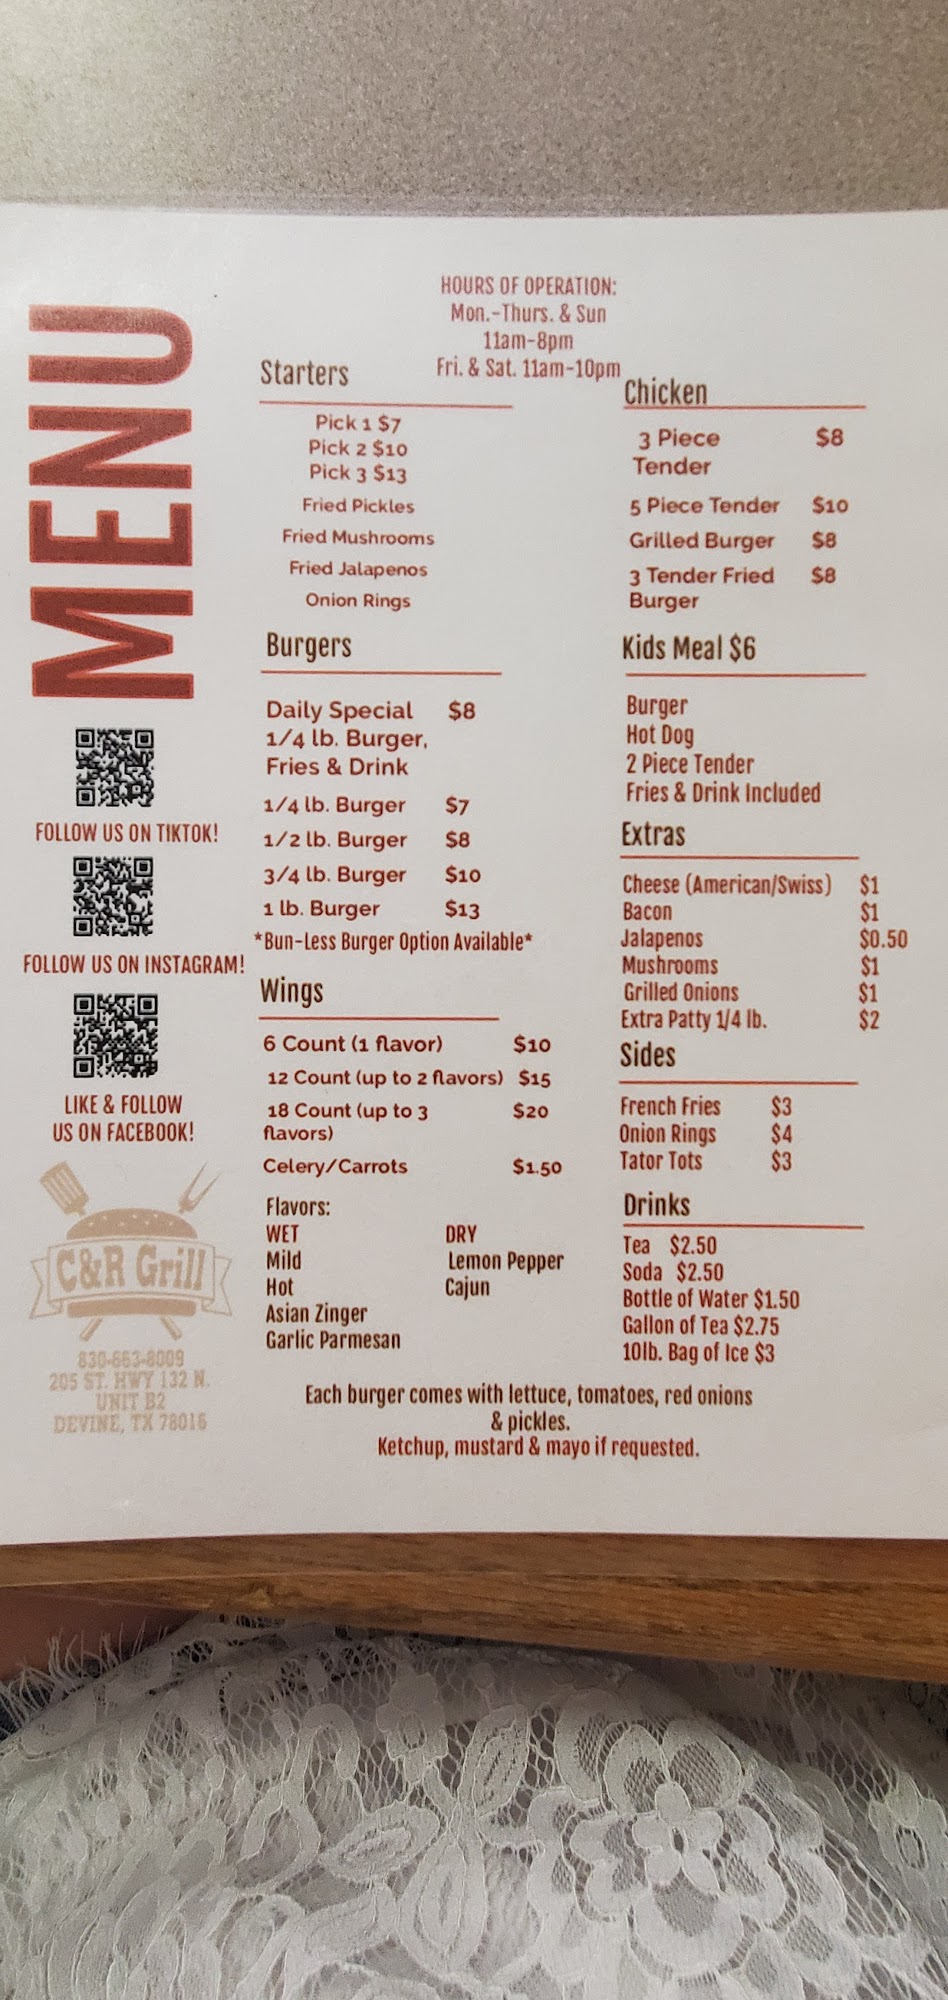 MENU
FOLLOW US ON TIKTOK!
FOLLOW US ON INSTAGRAM!
LIKE & FOLLOW
US ON FACEBOOK!
C&R Grill
830-663-8009
205 ST. HWY 132 N.
UNIT B2
DEVINE, TX 78016
HOURS OF OPERATION:
Mon.-Thurs. & Sun
11am-8pm
Fri. & Sat. 11am-10pm
Starters
Pick 1 $7
Pick 2 $10
Pick 3 $13
Fried Pickles
Fried Mushrooms
Fried Jalapenos
Onion Rings
Burgers
Daily Special $8
1/4 lb. Burger,
Fries & Drink
1/4 lb. Burger $7
1/2 lb. Burger $8
3/4 lb. Burger $10
1 lb. Burger $13
*Bun-Less Burger Option Available*
Wings
6 Count (1 flavor) $10
12 Count (up to 2 flavors) $15
18 Count (up to 3 $20
flavors)
Celery/Carrots $1.50
Flavors:
WET DRY
Mild Lemon Pepper
Hot Cajun
Asian Zinger
Garlic Parmesan
Chicken
3 Piece $8
Tender
5 Piece Tender $10
Grilled Burger $8
3 Tender Fried $8
Burger
Kids Meal $6
Burger
Hot Dog
2 Piece Tender
Fries & Drink Included
Extras
Cheese (American/Swiss) $1
Bacon $1
Jalapenos $0.50
Mushrooms $1
Grilled Onions $1
Extra Patty 1/4 lb. $2
Sides
French Fries $3
Onion Rings $4
Tator Tots $3
Drinks
Tea $2.50
Soda $2.50
Bottle of Water $1.50
Gallon of Tea $2.75
10lb. Bag of Ice $3
Each burger comes with lettuce, tomatoes, red onions
& pickles.
Ketchup, mustard & mayo if requested.